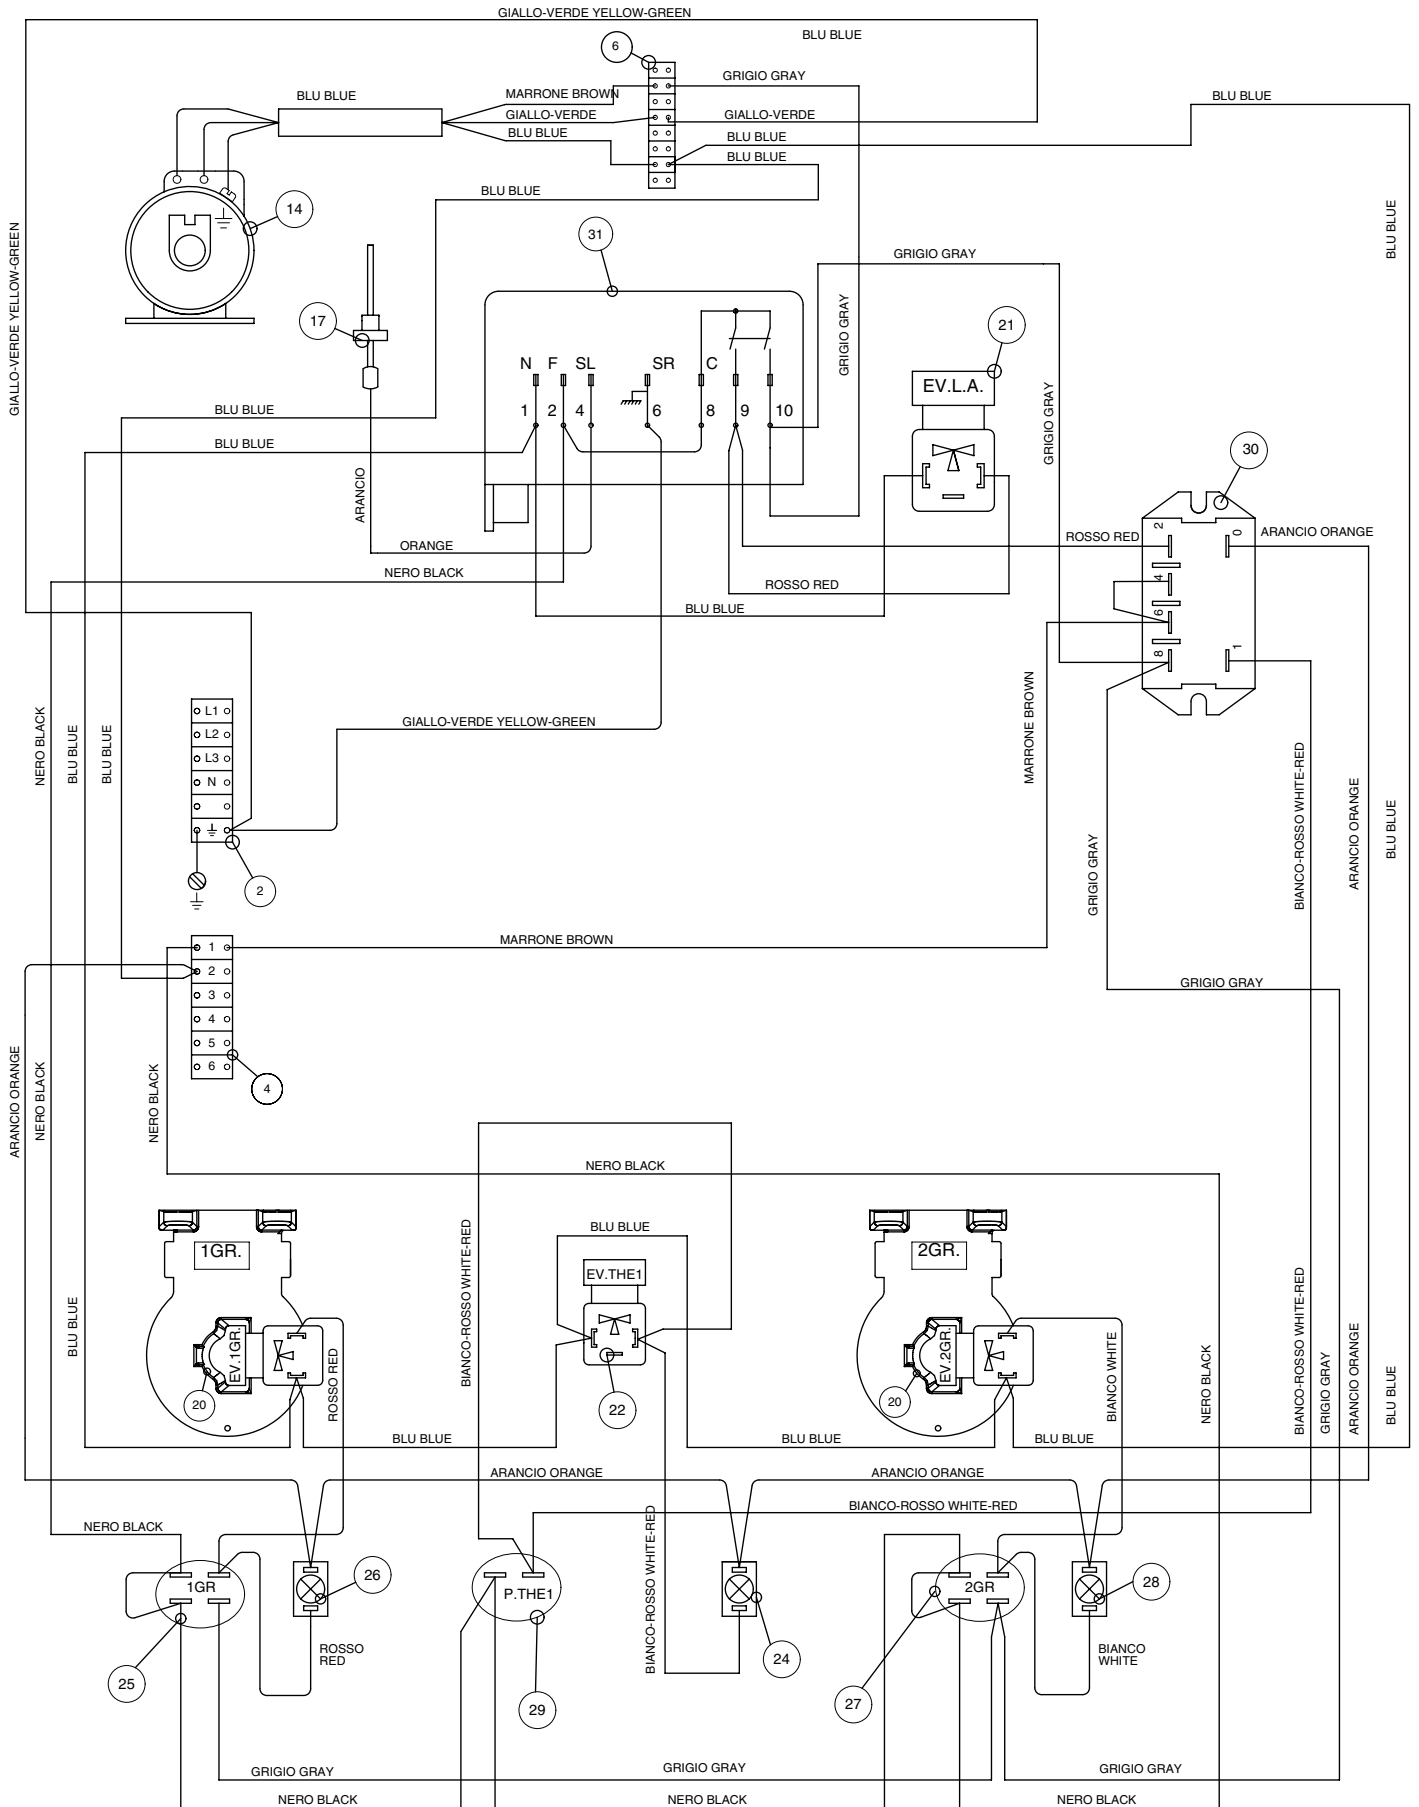 GIALLO-VERDE YELLOW-GREEN
BLU BLUE
6
GRIGIO GRAY
BLU BLUE
MARRONE BROWN
BLU BLUE
GIALLO-VERDE
GIALLO-VERDE
BLU BLUE
BLU BLUE
BLU BLUE
BLU BLUE
14
31
BLU BLUE
GIALLO-VERDE YELLOW-GREEN
GRIGIO GRAY
17
GRIGIO GRAY
21
N F SL SR C
EV.L.A.
1 2 4 6 8 9 10
BLU BLUE
BLU BLUE
GRIGIO GRAY
30
ARANCIO
ORANGE
ROSSO RED
2
0
ARANCIO ORANGE
NERO BLACK
4
ROSSO RED
BLU BLUE
6
8
1
L1
L2
L3
N
GIALLO-VERDE YELLOW-GREEN
NERO BLACK
BLU BLUE
BLU BLUE
MARRONE BROWN
BIANCO-ROSSO WHITE-RED
ARANCIO ORANGE
BLU BLUE
GRIGIO GRAY
2
MARRONE BROWN
1
2
3
4
5
6
GRIGIO GRAY
4
ARANCIO ORANGE
NERO BLACK
NERO BLACK
NERO BLACK
BLU BLUE
1GR.
2GR.
EV.THE1
BLU BLUE
EV.1GR.
ROSSO RED
BIANCO-ROSSO WHITE-RED
EV.2GR.
BIANCO WHITE
NERO BLACK
BIANCO-ROSSO WHITE-RED
GRIGIO GRAY
ARANCIO ORANGE
BLU BLUE
20
22
20
BLU BLUE
BLU BLUE
BLU BLUE
ARANCIO ORANGE
ARANCIO ORANGE
BIANCO-ROSSO WHITE-RED
NERO BLACK
BIANCO-ROSSO WHITE-RED
1GR
26
P.THE1
2GR
28
ROSSO
RED
BIANCO
WHITE
25
24
29
27
GRIGIO GRAY
GRIGIO GRAY
GRIGIO GRAY
NERO BLACK
NERO BLACK
NERO BLACK